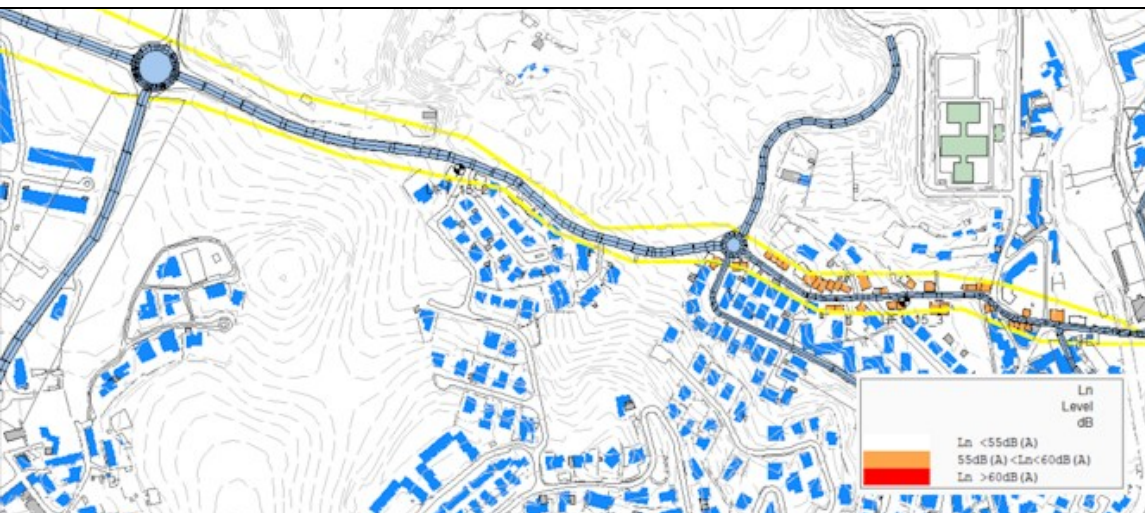 Ln
Level
dB
Ln <55dB(A)
55dB(A)<Ln<60dB(A)
Ln >60dB(A)